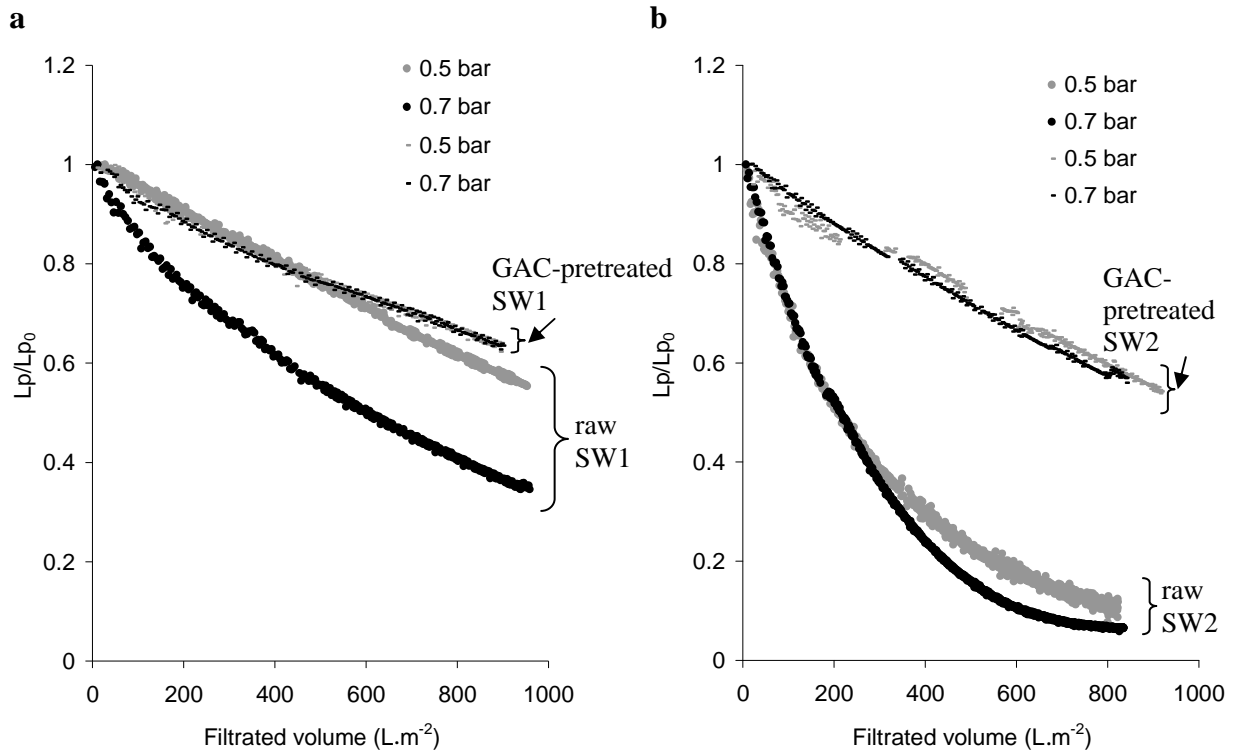 a
1.2
1
0.8
0.6
0.4
0.2
0
Lp/Lp₀
0 200 400 600 800 1000
Filtrated volume (L.m⁻²)
0.5 bar
0.7 bar
0.5 bar
0.7 bar
GAC-pretreated
SW1
raw
SW1
b
1.2
1
0.8
0.6
0.4
0.2
0
Lp/Lp₀
0 200 400 600 800 1000
Filtrated volume (L.m⁻²)
0.5 bar
0.7 bar
0.5 bar
0.7 bar
GAC-
pretreated
SW2
raw
SW2